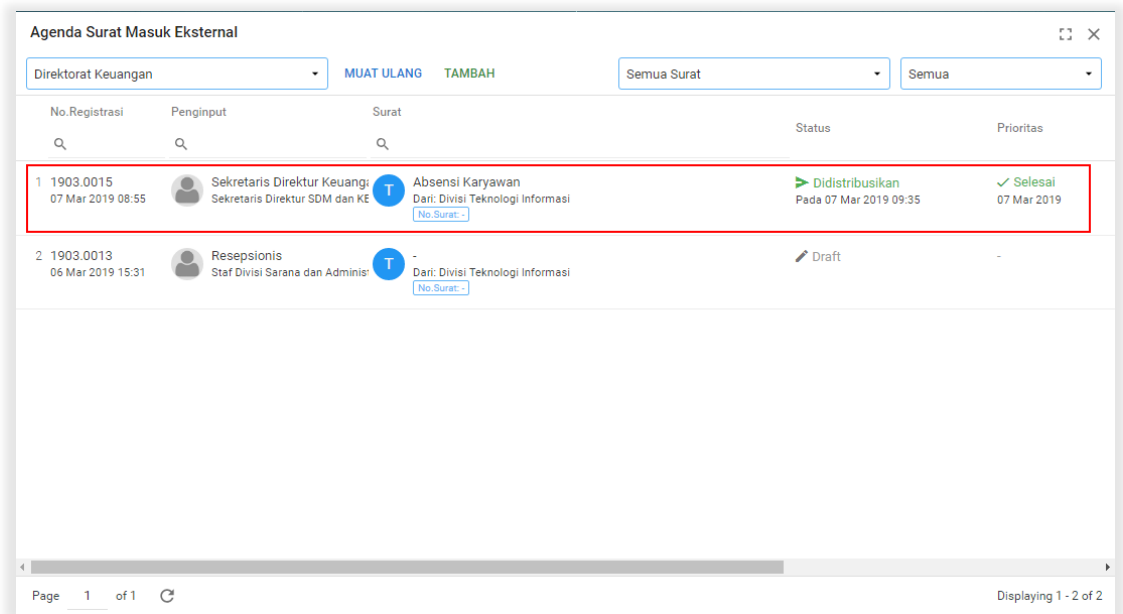 Agenda Surat Masuk Eksternal
Direktorat Keuangan MUAT ULANG TAMBAH Semua Surat Semua
No.Registrasi Penginput Surat Status Prioritas
1 1903.0015 Sekretaris Direktur Keuanga T Absensi Karyawan Didistribusikan Selesai
07 Mar 2019 08:55 Sekretaris Direktur SDM dan KE Dari: Divisi Teknologi Informasi Pada 07 Mar 2019 09:35 07 Mar 2019
No.Surat: -
2 1903.0013 Resepsionis T - Draft -
06 Mar 2019 15:31 Staf Divisi Sarana dan Adminis Dari: Divisi Teknologi Informasi
No.Surat: -
Page 1 of 1 Displaying 1 - 2 of 2